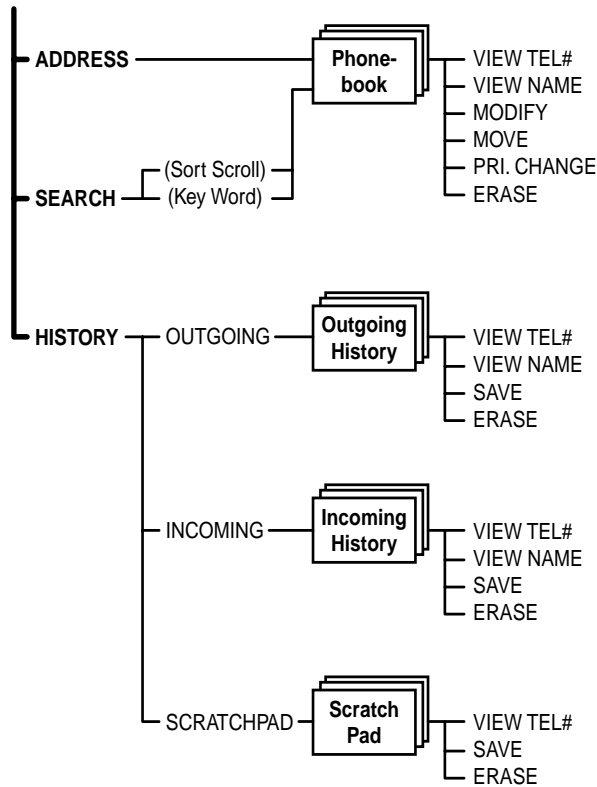 ADDRESS
Phone-
book
VIEW TEL#
VIEW NAME
MODIFY
MOVE
PRI. CHANGE
ERASE
SEARCH
(Sort Scroll)
(Key Word)
HISTORY
OUTGOING
Outgoing
History
VIEW TEL#
VIEW NAME
SAVE
ERASE
INCOMING
Incoming
History
VIEW TEL#
VIEW NAME
SAVE
ERASE
SCRATCHPAD
Scratch
Pad
VIEW TEL#
SAVE
ERASE